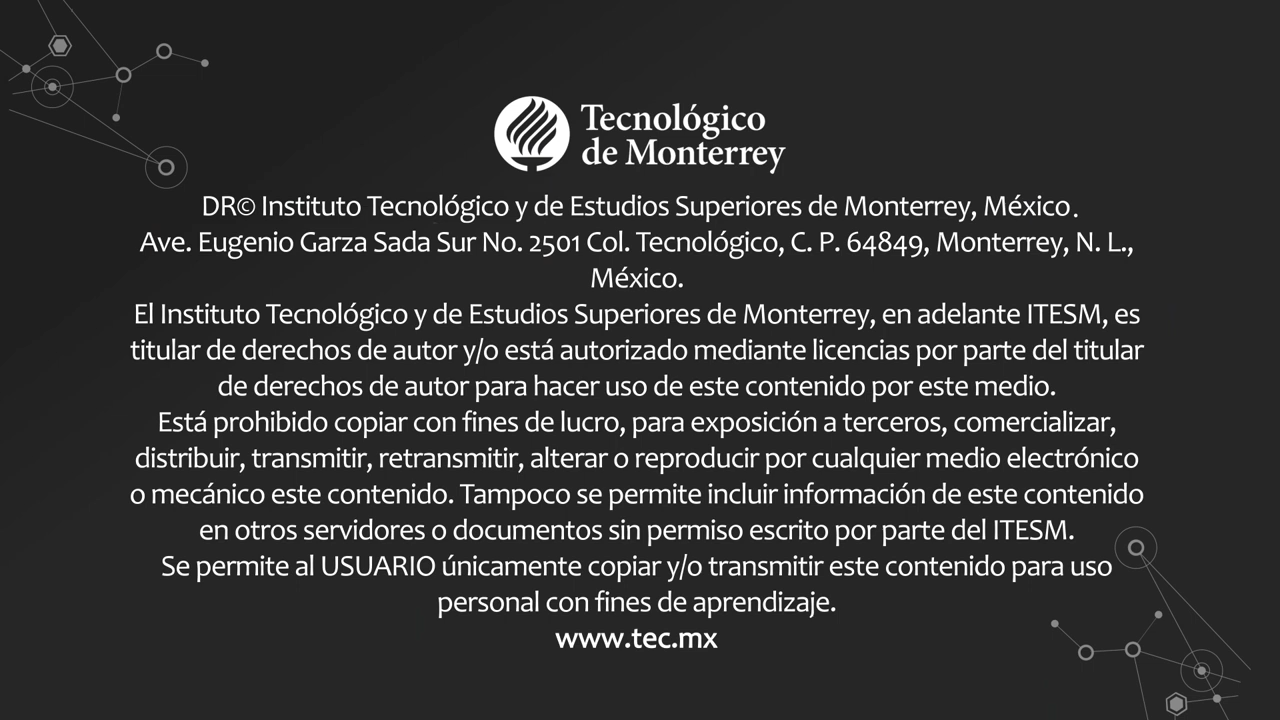 Tecnológico
de Monterrey
DR© Instituto Tecnológico y de Estudios Superiores de Monterrey, México.
Ave. Eugenio Garza Sada Sur No. 2501 Col. Tecnológico, C. P. 64849, Monterrey, N. L.,
México.
El Instituto Tecnológico y de Estudios Superiores de Monterrey, en adelante ITESM, es
titular de derechos de autor y/o está autorizado mediante licencias por parte del titular
de derechos de autor para hacer uso de este contenido por este medio.
Está prohibido copiar con fines de lucro, para exposición a terceros, comercializar,
distribuir, transmitir, retransmitir, alterar o reproducir por cualquier medio electrónico
o mecánico este contenido. Tampoco se permite incluir información de este contenido
en otros servidores o documentos sin permiso escrito por parte del ITESM.
Se permite al USUARIO únicamente copiar y/o transmitir este contenido para uso
personal con fines de aprendizaje.
www.tec.mx